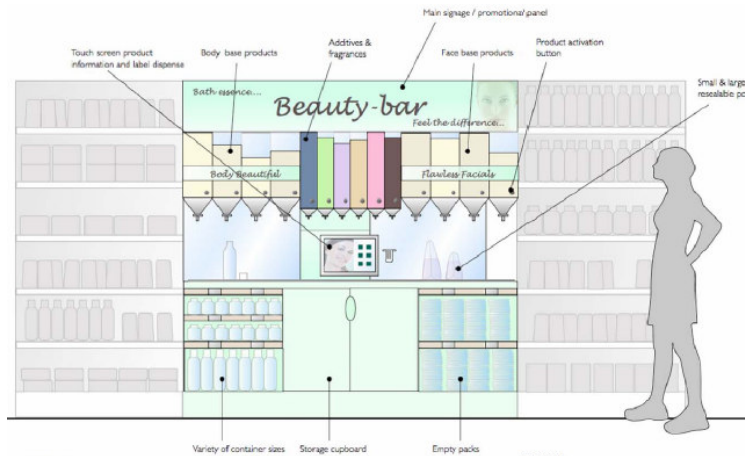 Main signage / promotional panel
Touch screen product
information and label dispense
Body base products
Additives &
fragrances
Face base products
Product activation
button
Small & large
resealable
Bath essence...
Beauty-bar
Feel the difference...
Body Beautiful
Flawless Facials
Variety of container sizes
Storage cupboard
Empty packs